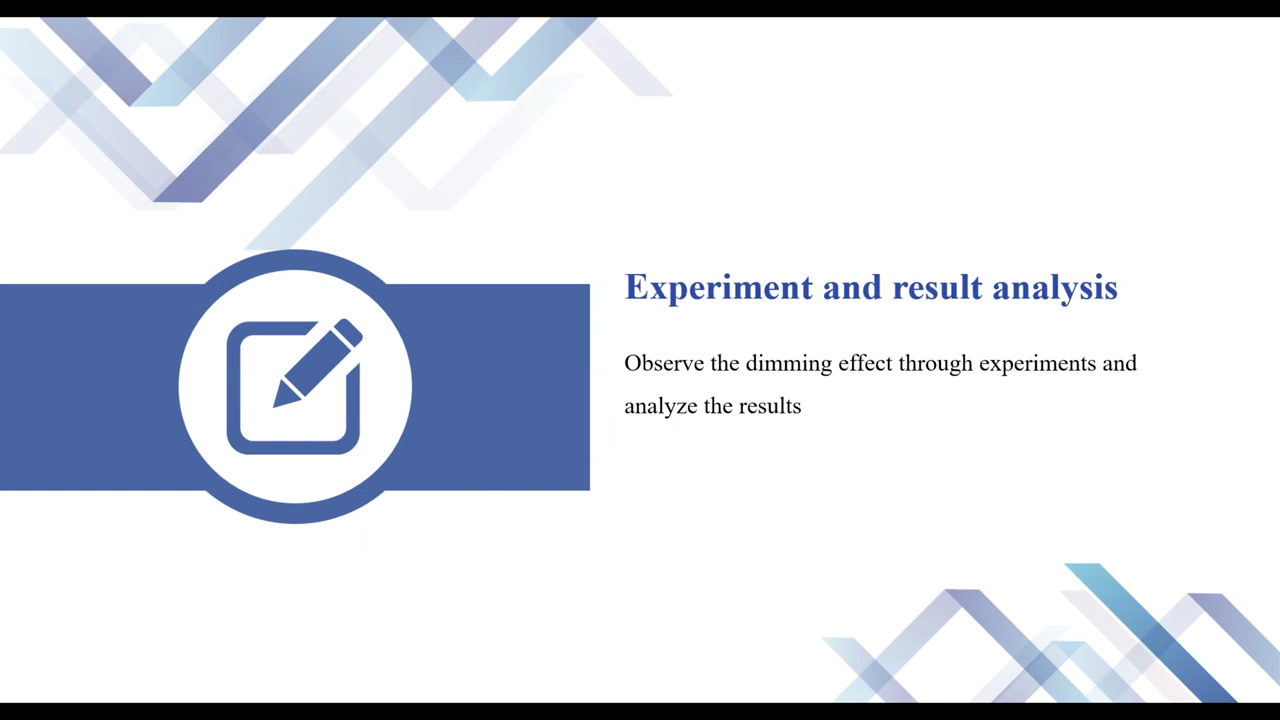 Experiment and result analysis
Observe the dimming effect through experiments and
analyze the results